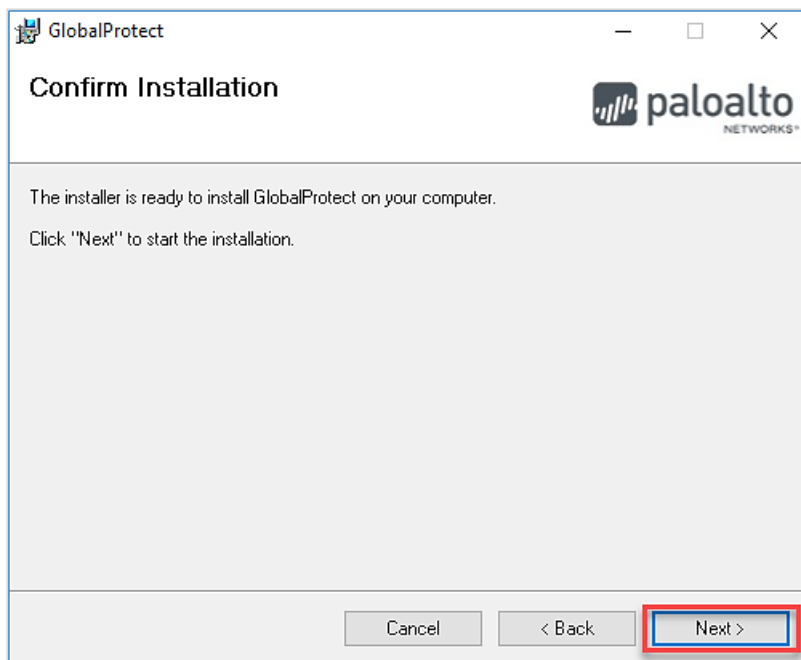 GlobalProtect
Confirm Installation
paloalto
NETWORKS®
The installer is ready to install GlobalProtect on your computer.
Click "Next" to start the installation.
Cancel
< Back
Next >